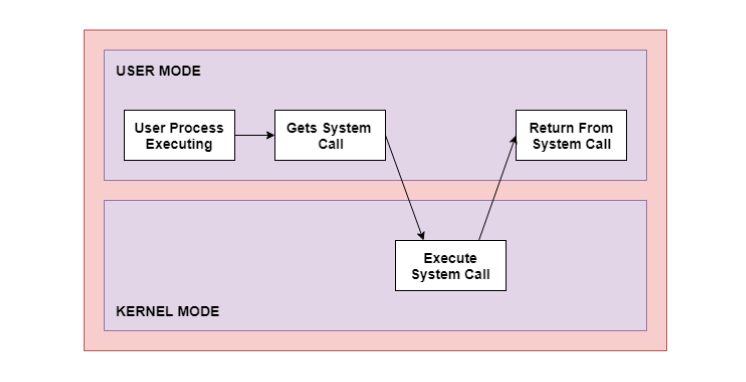 USER MODE
User Process
Executing
Gets System
Call
Return From
System Call
Execute
System Call
KERNEL MODE